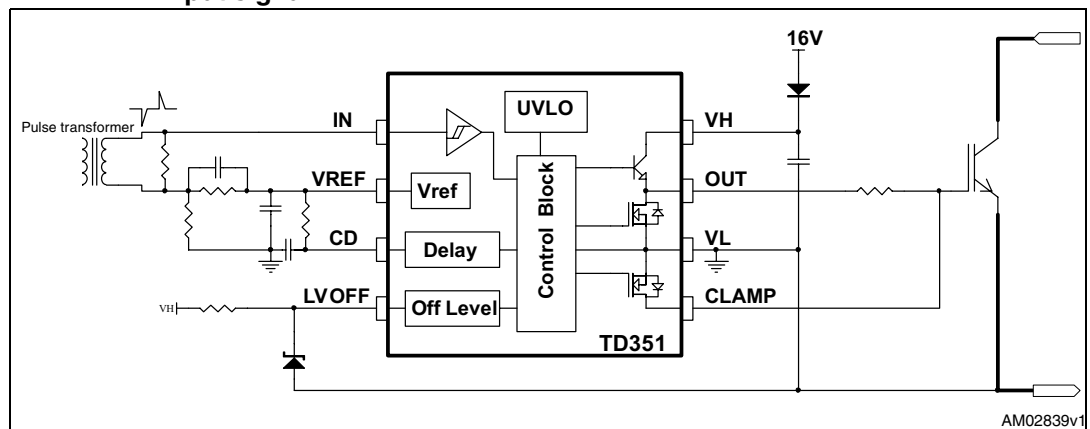 16V
UVLO
Pulse transformer
IN
VH
VREF
Vref
OUT
Control Block
CD
Delay
VL
VH
LVOFF
Off Level
CLAMP
TD351
AM02839v1